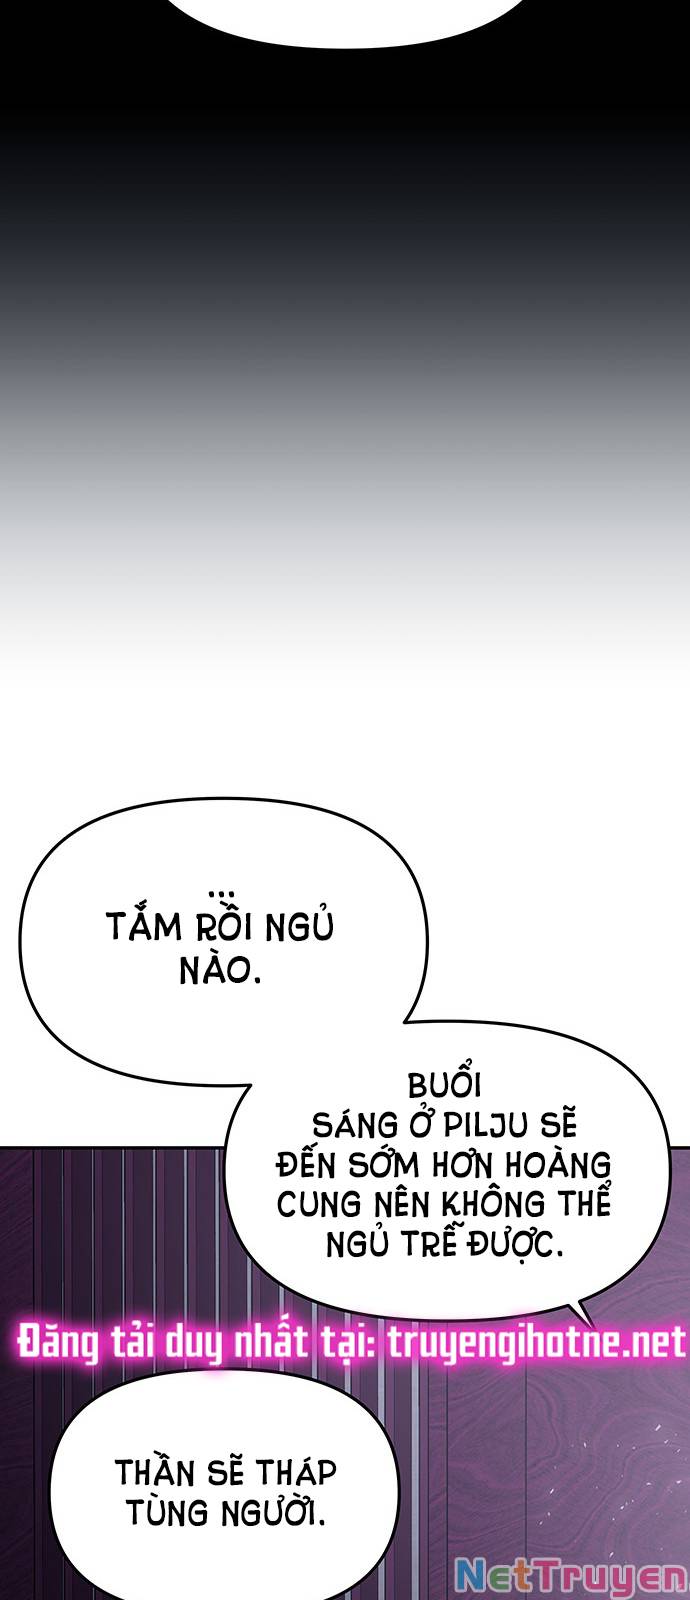 ...
TẮM RỒI NGỦ
NÀO.
BUỔI
SÁNG Ở PILJU SẼ
ĐẾN SỚM HƠN HOÀNG
CUNG NÊN KHÔNG THỂ
NGỦ TRỄ ĐƯỢC.
Đăng tải duy nhất tại: truyengihotne.net
THẦN SẼ THÁP
TÙNG NGƯỜI.
NetTruyen